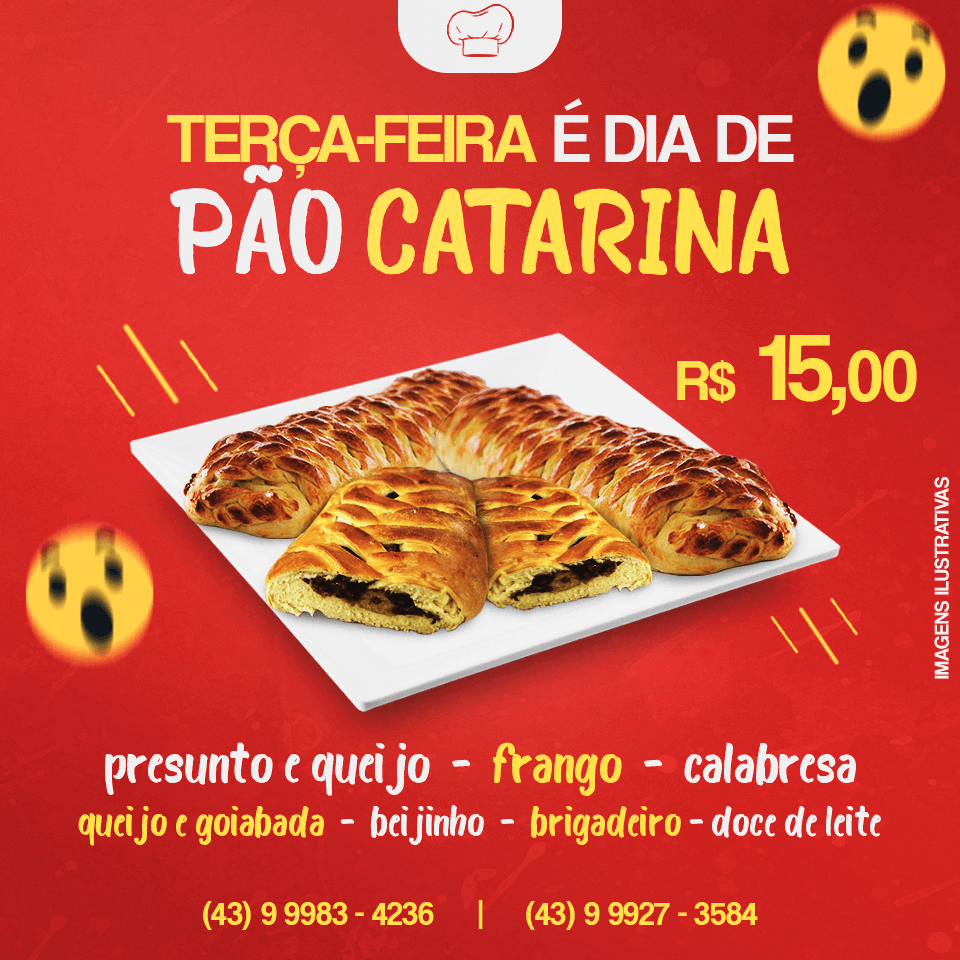 TERÇA-FEIRA É DIA DE
PÃO CATARINA
R$ 15,00
IMAGENS ILUSTRATIVAS
presunto e queijo - frango - calabresa
queijo e goiabada - beijinho - brigadeiro - doce de leite
(43) 9 9983 - 4236 | (43) 9 9927 - 3584